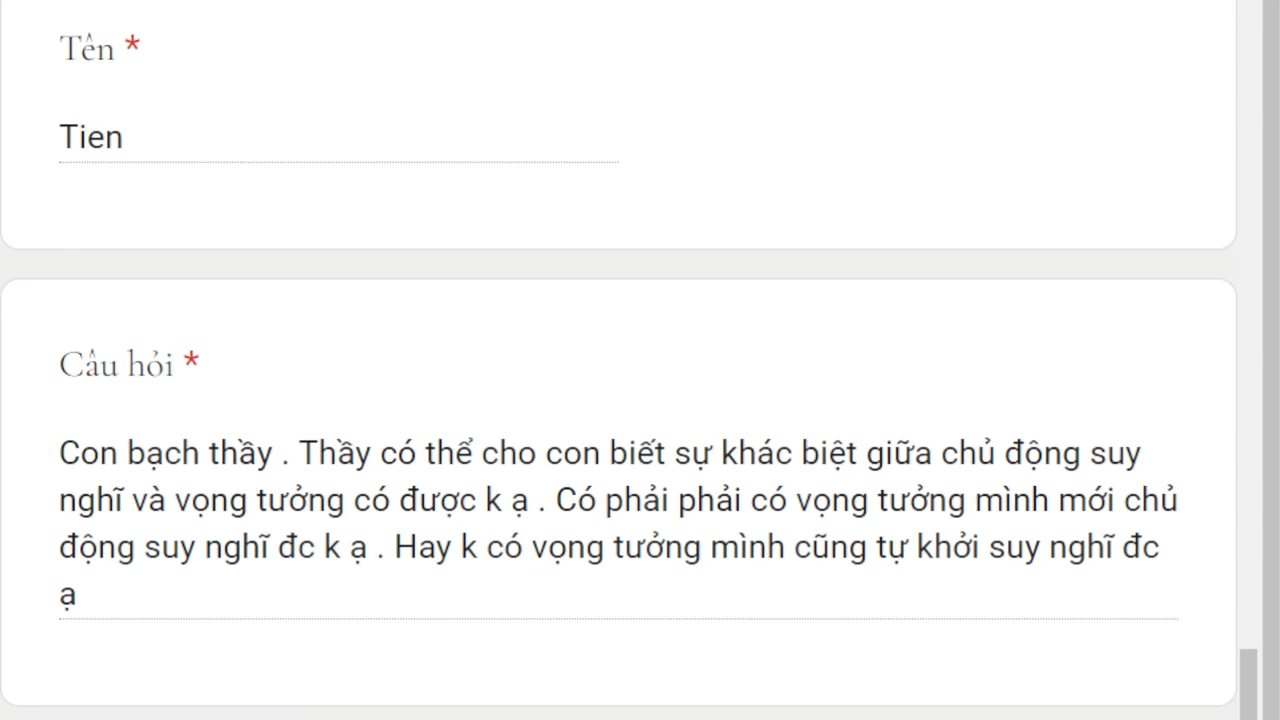 Tên *
Tien
Câu hỏi *
Con bạch thầy . Thầy có thể cho con biết sự khác biệt giữa chủ động suy
nghĩ và vọng tưởng có được k ạ . Có phải phải có vọng tưởng mình mới chủ
động suy nghĩ đc k ạ . Hay k có vọng tưởng mình cũng tự khởi suy nghĩ đc
ạ